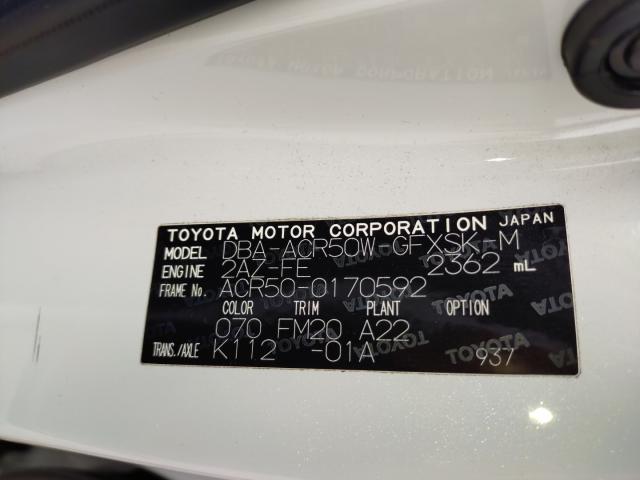 TOYOTA MOTOR CORPORATION JAPAN
MODEL DBA-ACR50W-GFXSK-M
ENGINE 2AZ-FE 2362 mL
FRAME No. ACR50-0170592
COLOR TRIM PLANT OPTION
070 FM20 A22
TRANS./AXLE K112 -01A 937